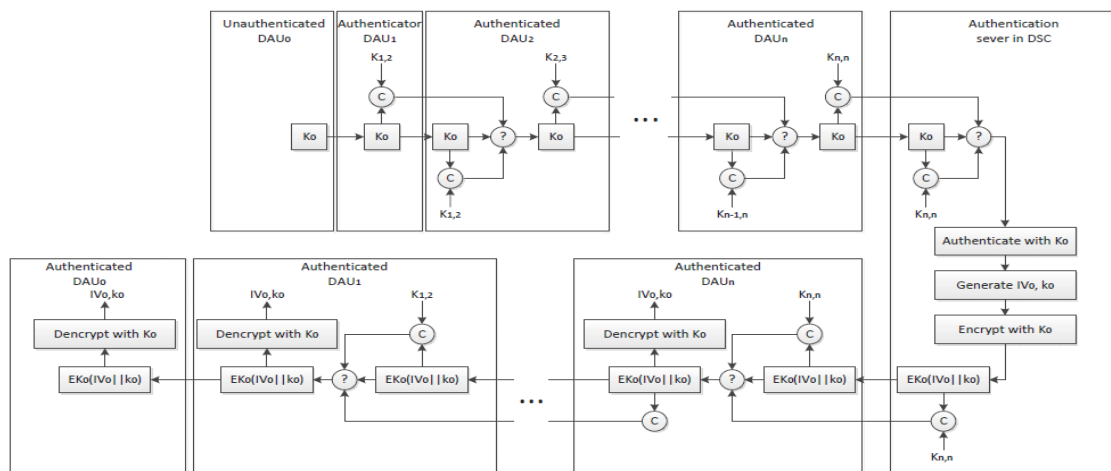 Unauthenticated
DAU₀
Authenticator
DAU₁
Authenticated
DAU₂
Authenticated
DAUₙ
Authentication
sever in DSC
K₁,₂
K₂,₃
Kₙ,ₙ
C
C
C
Ko
Ko
Ko
?
Ko
...
Ko
?
Ko
Ko
?
C
C
C
K₁,₂
Kₙ₋₁,ₙ
Kₙ,ₙ
Authenticate with Ko
Generate IVo, ko
Encrypt with Ko
Authenticated
DAU₀
Authenticated
DAU₁
Authenticated
DAUₙ
IVo,ko
IVo,ko
K₁,₂
IVo,ko
Kₙ,ₙ
Dencrypt with Ko
Dencrypt with Ko
C
Dencrypt with Ko
C
EKo(IVo||ko)
EKo(IVo||ko)
?
EKo(IVo||ko)
...
EKo(IVo||ko)
?
EKo(IVo||ko)
EKo(IVo||ko)
C
C
Kₙ,ₙ